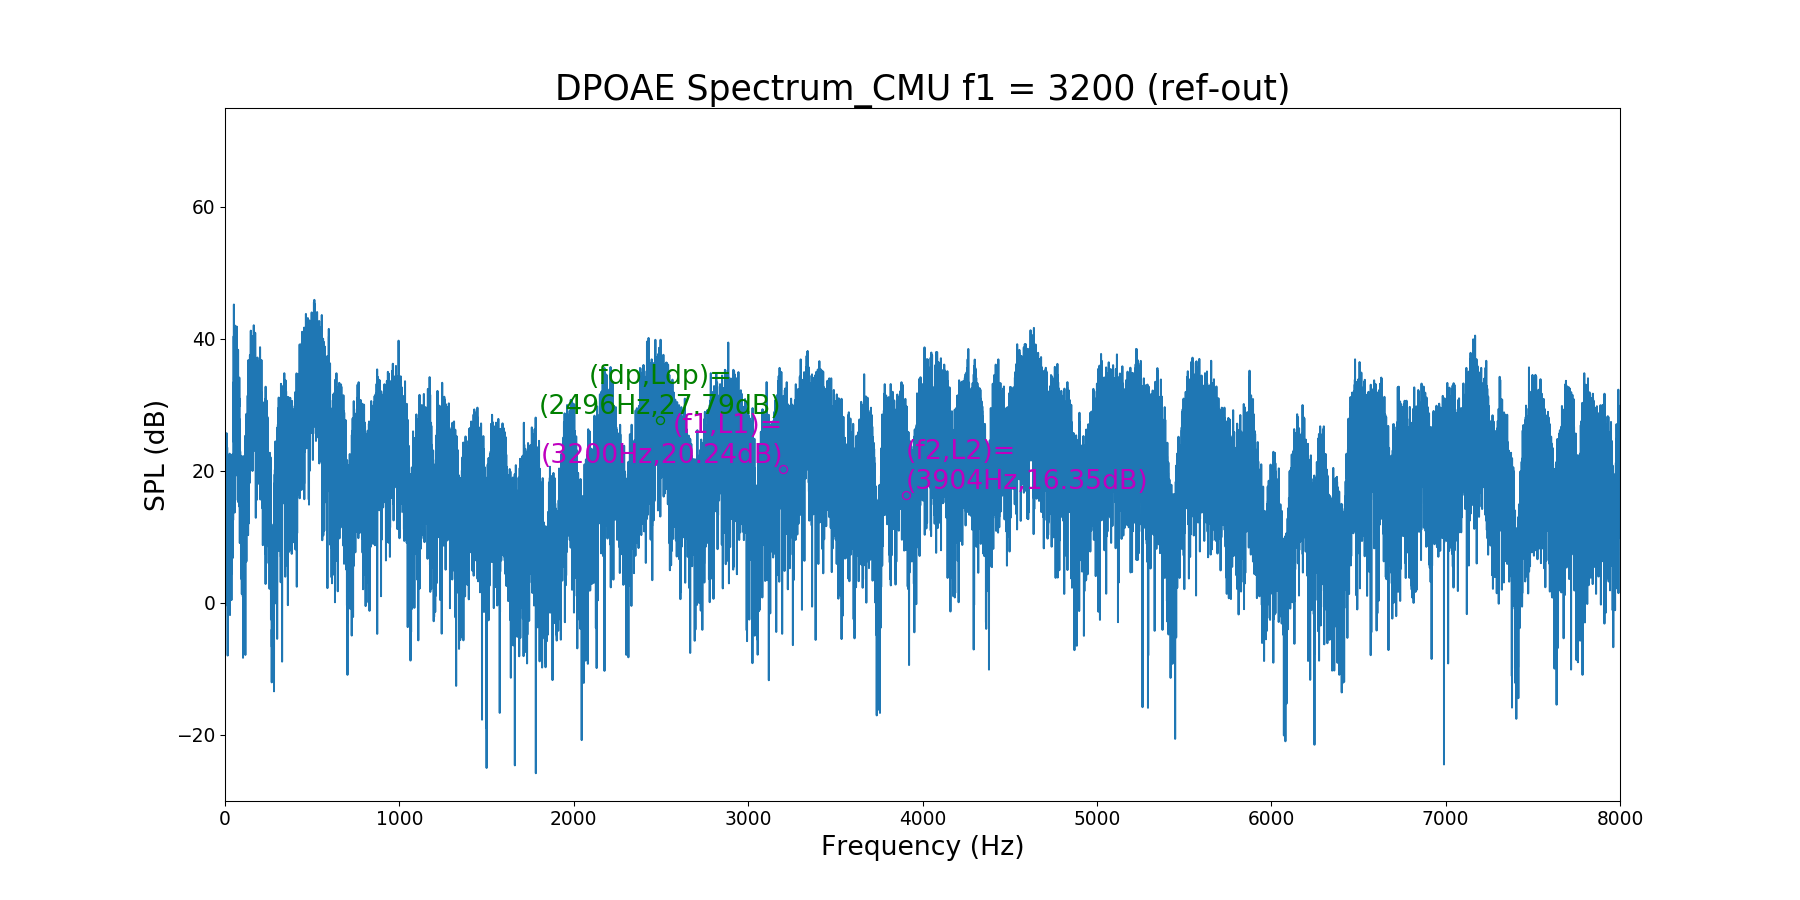 DPOAE Spectrum_CMU f1 = 3200 (ref-out)
SPL (dB)
60
40
20
0
−20
(fdp,Ldp)=
(2496Hz,27,79dB)
(f1,L1)=
(3200Hz,20.24dB)
(f2,L2)=
(3904Hz,16.35dB)
0 1000 2000 3000 4000 5000 6000 7000 8000
Frequency (Hz)